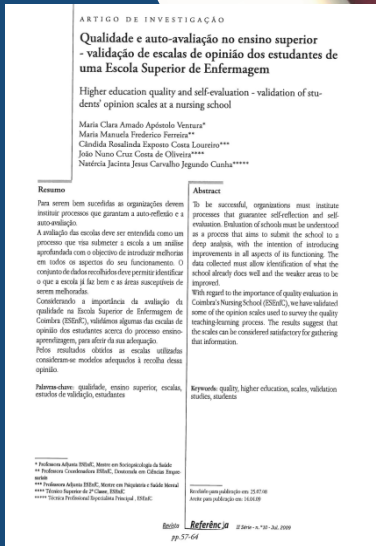 ARTIGO DE INVESTIGAÇÃO
Qualidade e auto-avaliação no ensino superior
- validação de escalas de opinião dos estudantes de
uma Escola Superior de Enfermagem
Higher education quality and self-evaluation - validation of stu-
dents' opinion scales at a nursing school
Maria Clara Amado Apóstolo Ventura*
Maria Manuela Frederico Ferreira**
Cândida Rosalinda Exposto Costa Loureiro***
João Nuno Cruz Costa de Oliveira****
Natércia Jacinta Jesus Carvalho Jegundo Cunha*****
Resumo
Para serem bem sucedidas as organizações devem
instituir processos que garantam a auto-reflexão e a
auto-avaliação.
A avaliação das escolas deve ser entendida como um
processo que visa submeter a escola a um análise
aprofundada com o objectivo de introduzir melhorias
em todos os aspectos do seu funcionamento. O
conjunto de dados recolhidos deve permitir identificar
o que a escola já faz bem e as áreas susceptíveis de
serem melhoradas.
Considerando a importância da avaliação da
qualidade na Escola Superior de Enfermagem de
Coimbra (ESEnfC), validámos algumas das escalas de
opinião dos estudantes acerca do processo ensino-
aprendizagem, para aferir da sua adequação.
Pelos resultados obtidos as escalas utilizadas
consideram-se modelos adequados à recolha dessa
opinião.
Palavras-chave: qualidade, ensino superior, escalas,
estudos de validação, estudantes
Abstract
To be successful, organizations must institute
processes that guarantee self-reflection and self-
evaluation. Evaluation of schools must be understood
as a process that aims to submit the school to a
deep analysis, with the intention of introducing
improvements in all aspects of its functioning. The
data collected must allow identification of what the
school already does well and the weaker areas to be
improved.
With regard to the importance of quality evaluation in
Coimbra's Nursing School (ESEnfC), we have validated
some of the opinion scales used to survey the quality
teaching-learning process. The results suggest that
the scales can be considered satisfactory for gathering
that information.
Keywords: quality, higher education, scales, validation
studies, students
* Professora Adjunta ESEnfC, Mestre em Sociopsicologia da Saúde
** Professora Coordenadora ESEnfC, Doutorada em Ciências Empre-
sariais
*** Professora Adjunta ESEnfC, Mestre em Psiquiatria e Saúde Mental
**** Técnico Superior de 2ª Classe, ESEnfC
***** Técnica Profissional Especialista Principal, ESEnfC.
Recebido para publicação em:
Aceite para publicação em:
Revista Referência II Série - n.°10 - Jul. 2009
pp.57-64